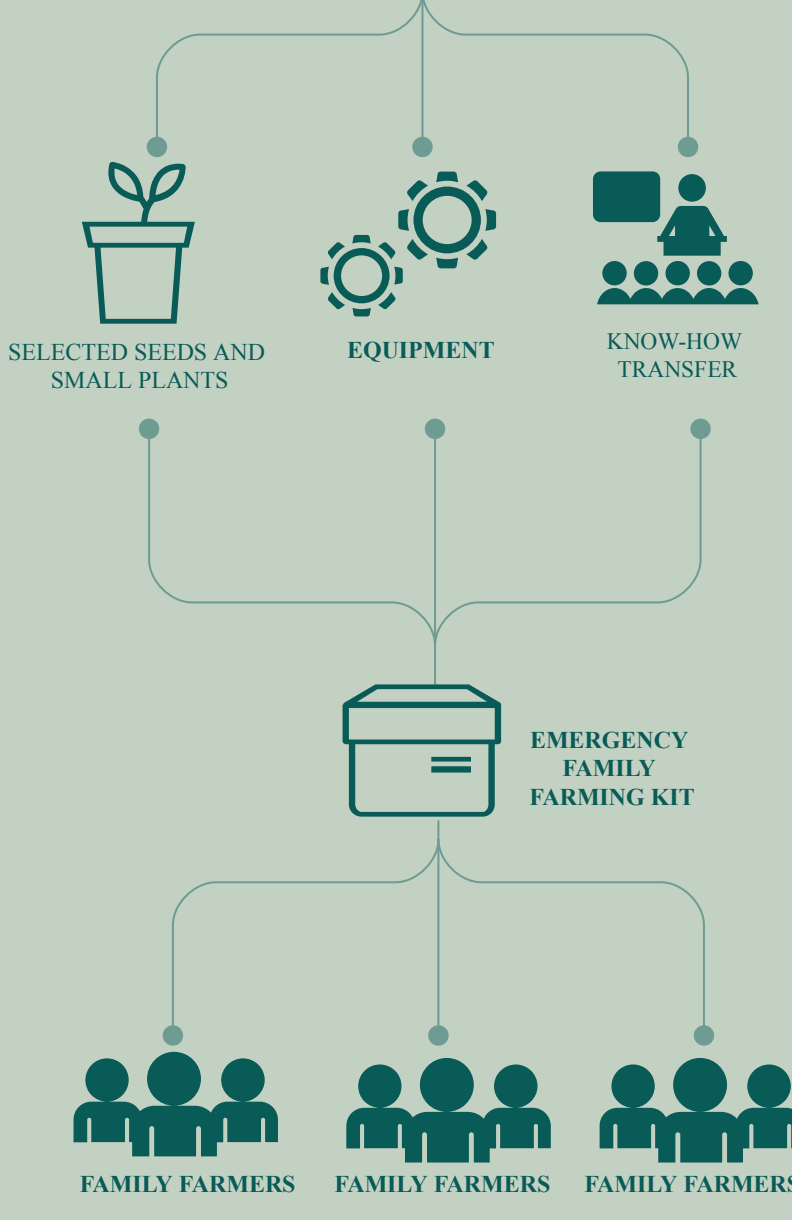 SELECTED SEEDS AND
SMALL PLANTS
EQUIPMENT
KNOW-HOW
TRANSFER
EMERGENCY
FAMILY
FARMING KIT
FAMILY FARMERS
FAMILY FARMERS
FAMILY FARMERS